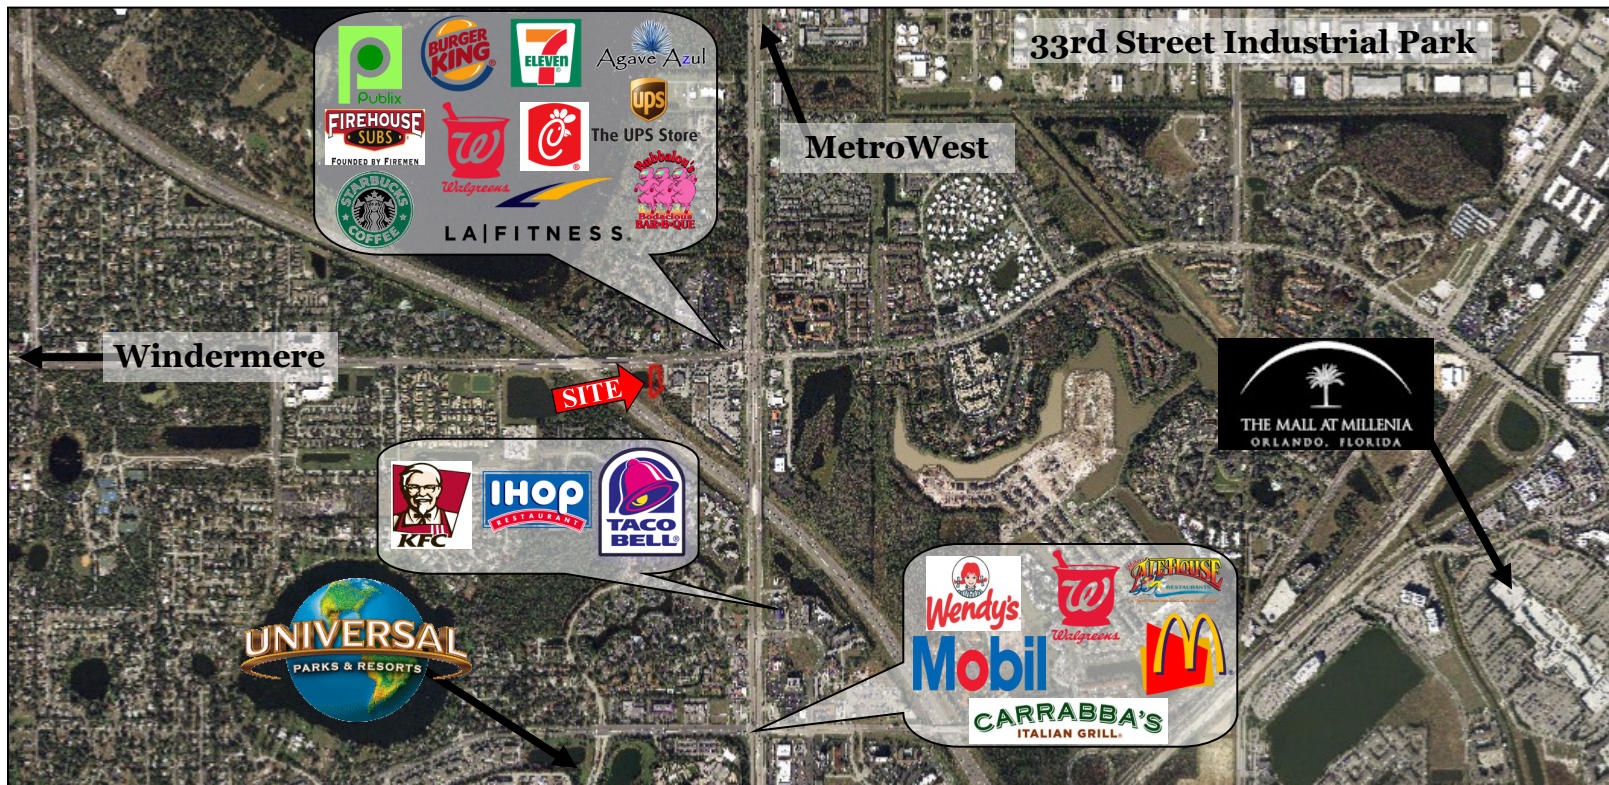 33rd Street Industrial Park
MetroWest
Windermere
SITE
Publix
BURGER
KING
®
7
ELEVEN
Agave Azul
FIREHOUSE
SUBS
FOUNDED BY FIREMEN
W
Walgreens
C
®
ups
The UPS Store
STARBUCKS
COFFEE
LA|FITNESS.
Bubbalou's
Bodacious
BAR-B-QUE
KFC
IHOP
RESTAURANT
TACO
BELL®
THE MALL AT MILLENIA
ORLANDO, FLORIDA
UNIVERSAL
PARKS & RESORTS
Wendy's
W
Walgreens
ALE HOUSE
RESTAURANTS
Mobil
M
®
CARRABBA'S
ITALIAN GRILL®